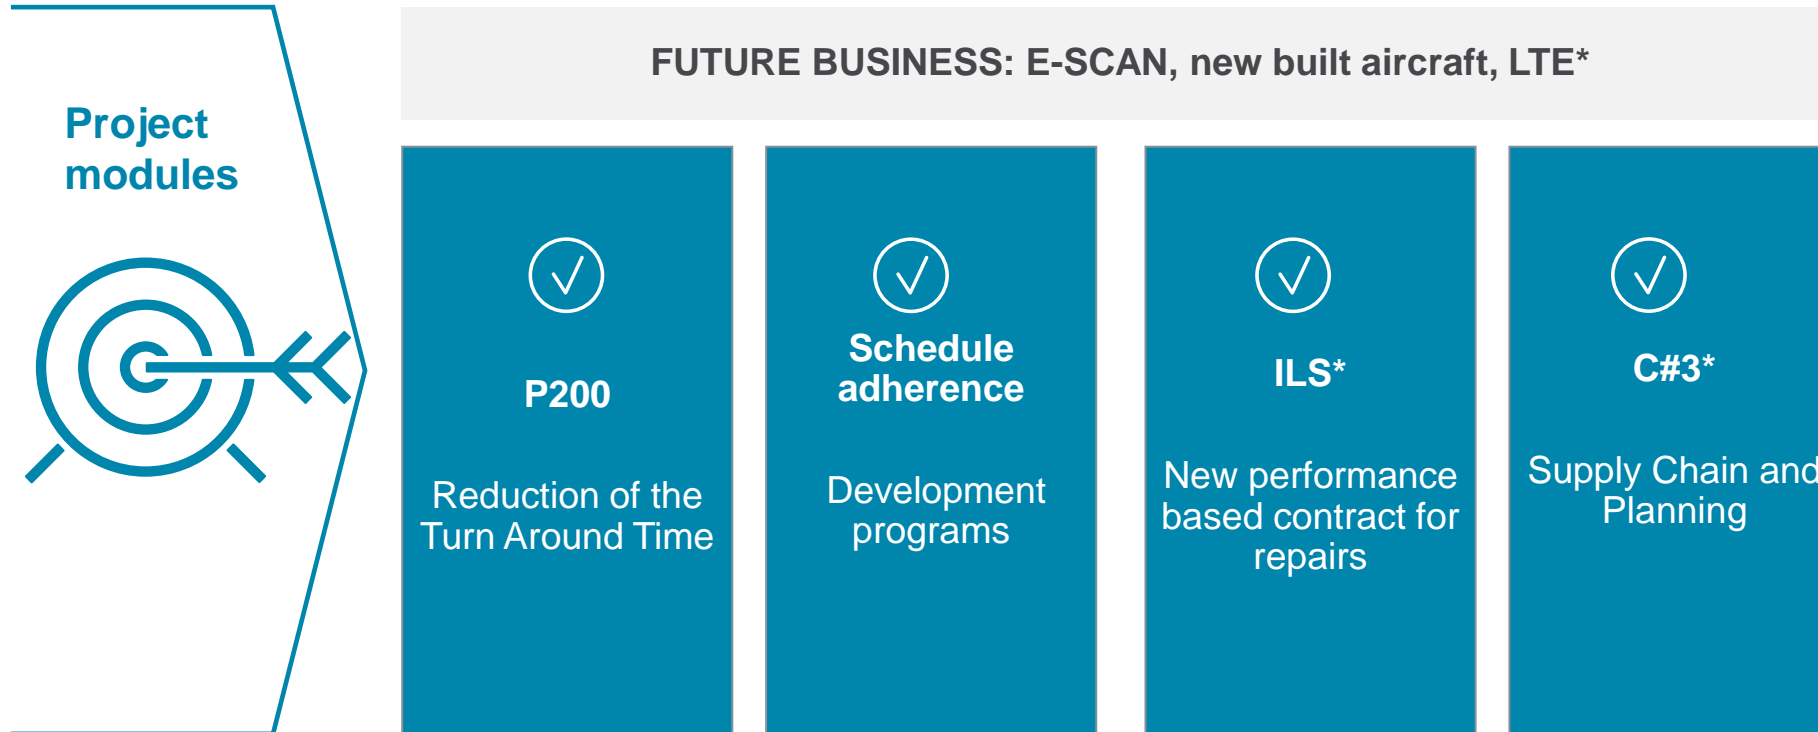 Project
modules
FUTURE BUSINESS: E-SCAN, new built aircraft, LTE*
P200
Reduction of the
Turn Around Time
Schedule
adherence
Development
programs
ILS*
New performance
based contract for
repairs
C#3*
Supply Chain and
Planning